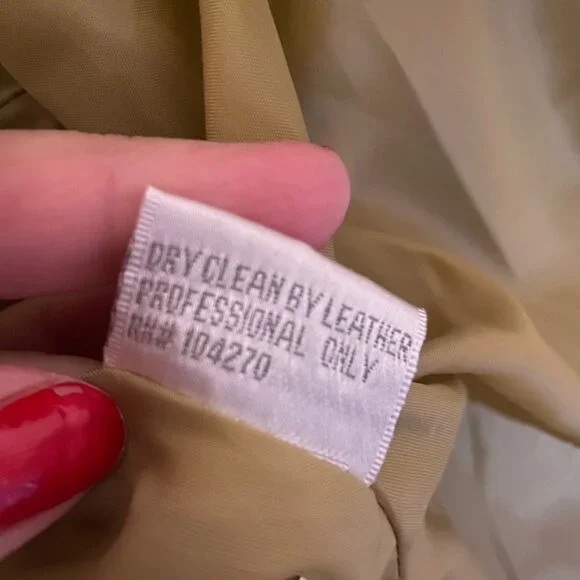 DRY CLEAN BY LEATHER
PROFESSIONAL ONLY
RN# 104270